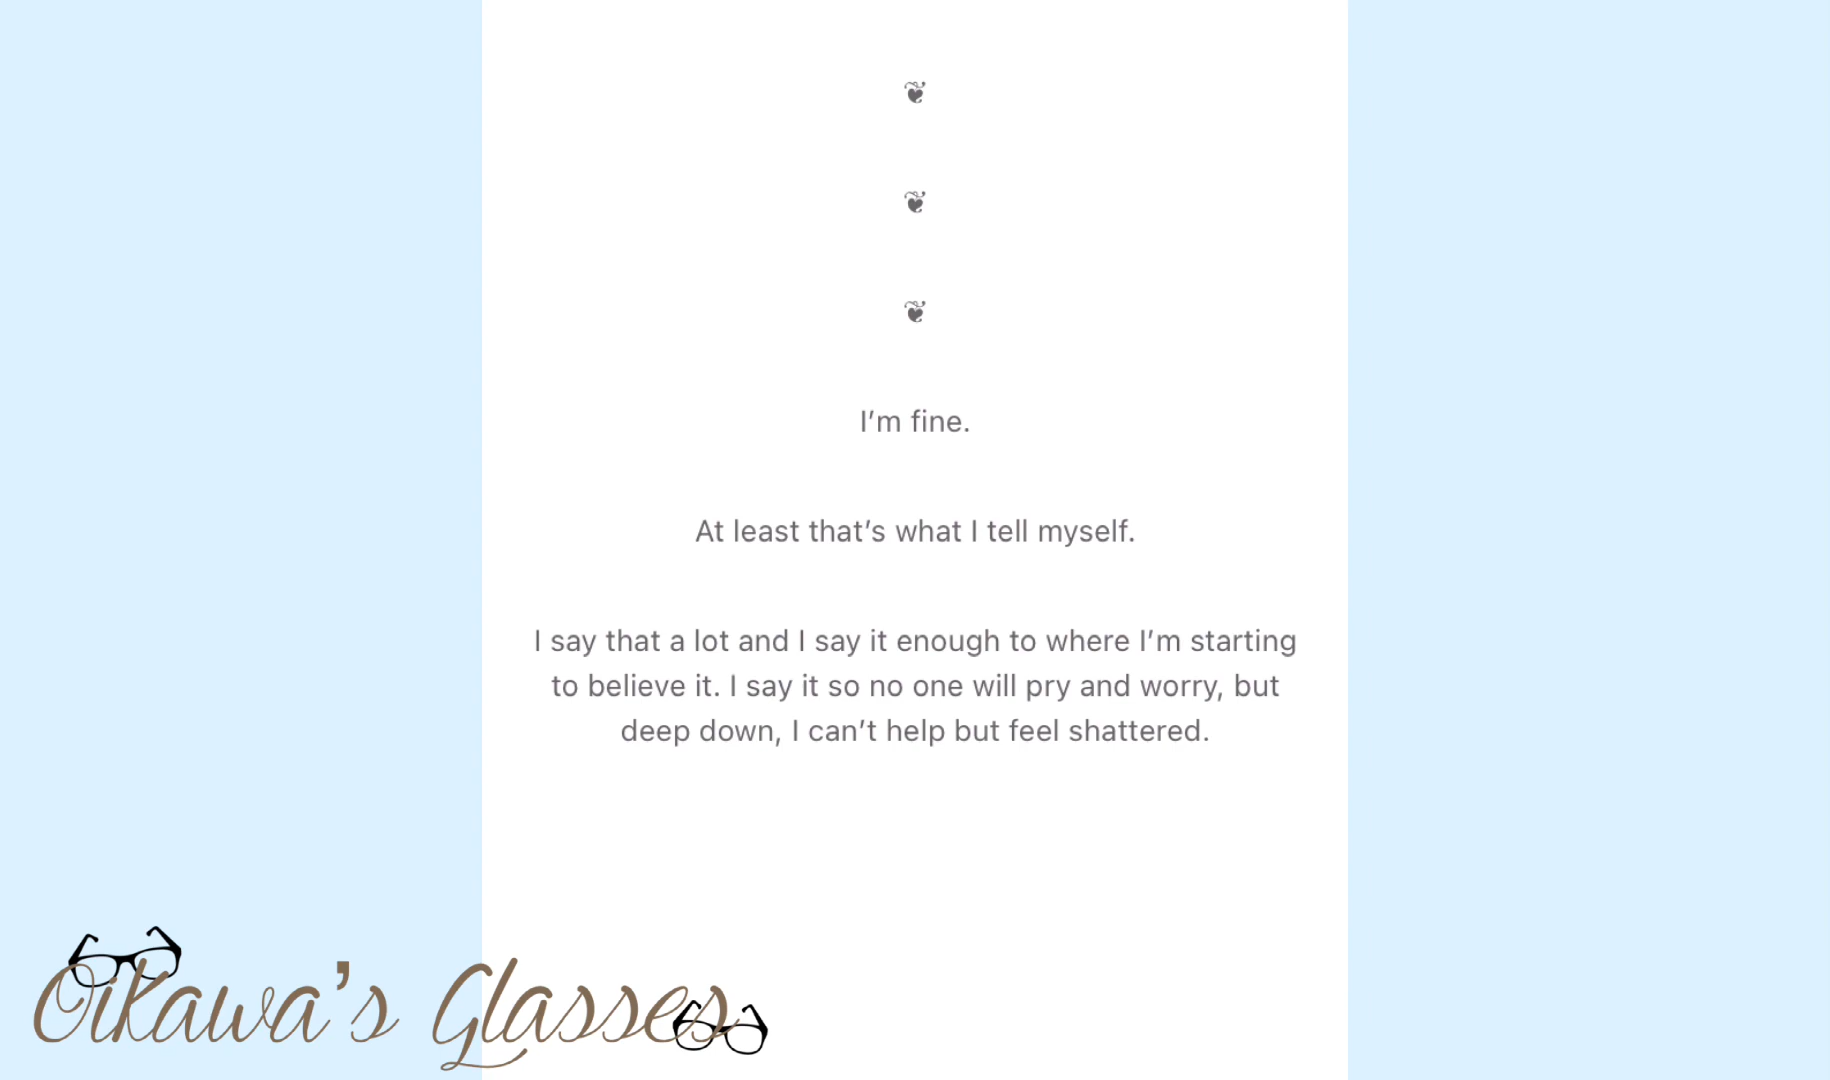 ❦
❦
❦
I’m fine.
At least that’s what I tell myself.
I say that a lot and I say it enough to where I’m starting
to believe it. I say it so no one will pry and worry, but
deep down, I can’t help but feel shattered.
Oikawa’s Glasses